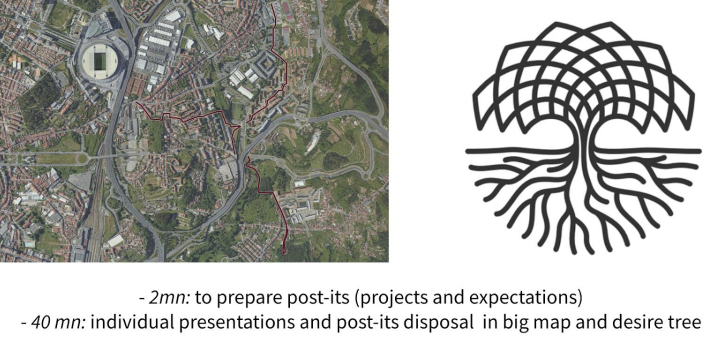 - 2mn: to prepare post-its (projects and expectations)
- 40 mn: individual presentations and post-its disposal in big map and desire tree